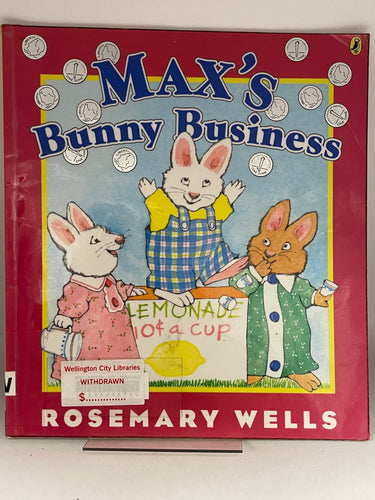 MAX'S
Bunny Business
LEMONADE
10¢ a CUP
Wellington City Libraries
WITHDRAWN
$..............
ROSEMARY WELLS